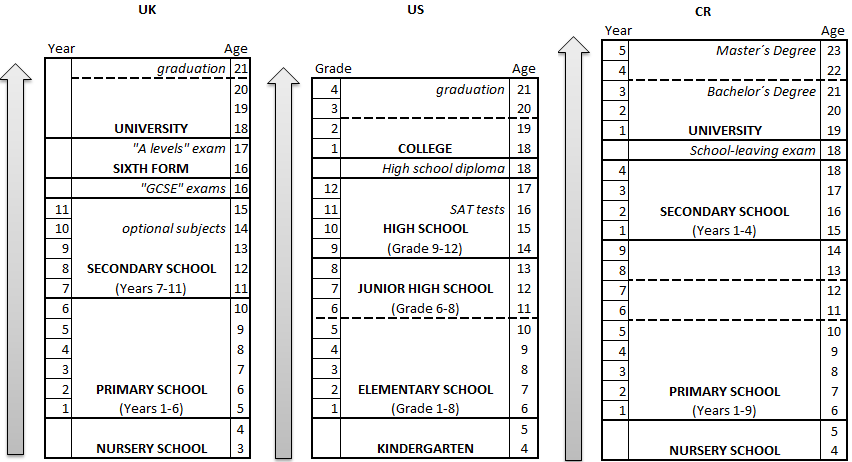 UK
Year Age
graduation 21
20
19
UNIVERSITY 18
"A levels" exam 17
SIXTH FORM 16
"GCSE" exams 16
11 15
10 optional subjects 14
9 13
8 SECONDARY SCHOOL 12
7 (Years 7-11) 11
6 10
5 9
4 8
3 7
2 PRIMARY SCHOOL 6
1 (Years 1-6) 5
4
NURSERY SCHOOL 3
US
Grade Age
4 graduation 21
3 20
2 19
1 COLLEGE 18
High school diploma 18
12 17
11 SAT tests 16
10 HIGH SCHOOL 15
9 (Grade 9-12) 14
8 13
7 JUNIOR HIGH SCHOOL 12
6 (Grade 6-8) 11
5 10
4 9
3 8
2 ELEMENTARY SCHOOL 7
1 (Grade 1-8) 6
5
KINDERGARTEN 4
CR
Year Age
5 Master´s Degree 23
4 22
3 Bachelor´s Degree 21
2 20
1 UNIVERSITY 19
School-leaving exam 18
4 18
3 17
2 SECONDARY SCHOOL 16
1 (Years 1-4) 15
9 14
8 13
7 12
6 11
5 10
4 9
3 8
2 PRIMARY SCHOOL 7
1 (Years 1-9) 6
5
NURSERY SCHOOL 4